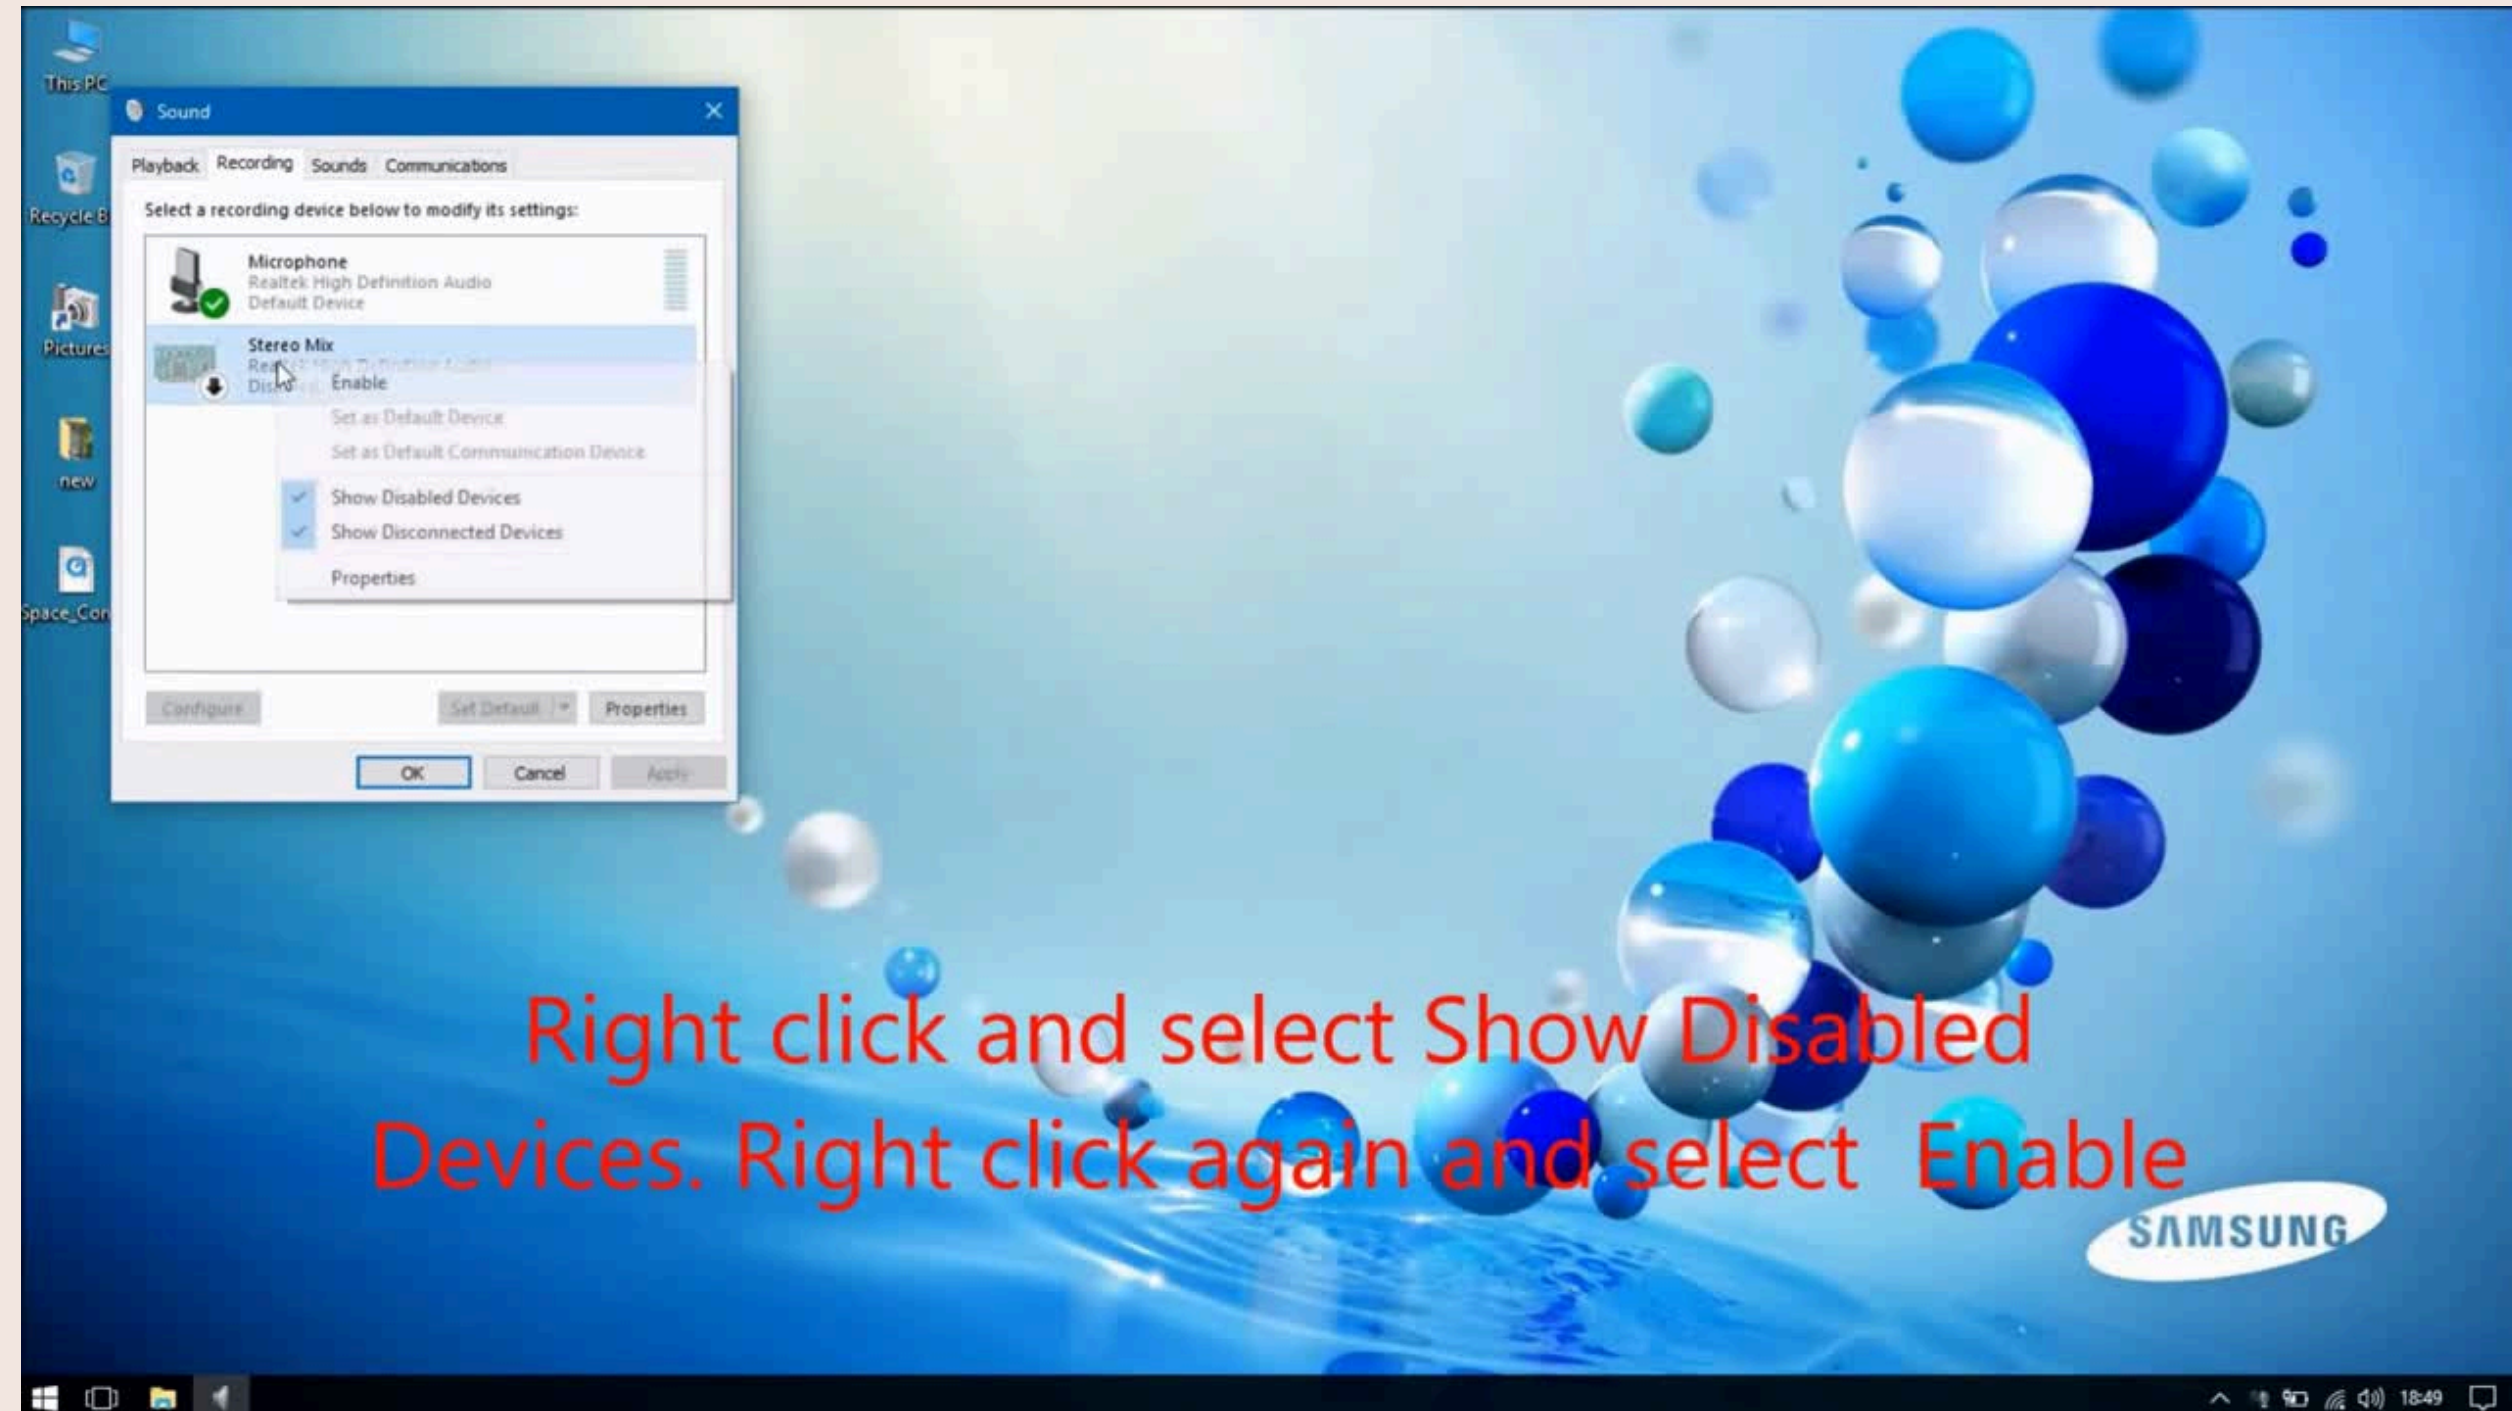 This PC
Recycle B
Pictures
new
Space_Con
Sound
Playback Recording Sounds Communications
Select a recording device below to modify its settings:
Microphone
Realtek High Definition Audio
Default Device
Stereo Mix
Enable
Set as Default Device
Set as Default Communication Device
Show Disabled Devices
Show Disconnected Devices
Properties
Configure Set Default Properties
OK Cancel Apply
Right click and select Show Disabled
Devices. Right click again and select Enable
SAMSUNG
18:49